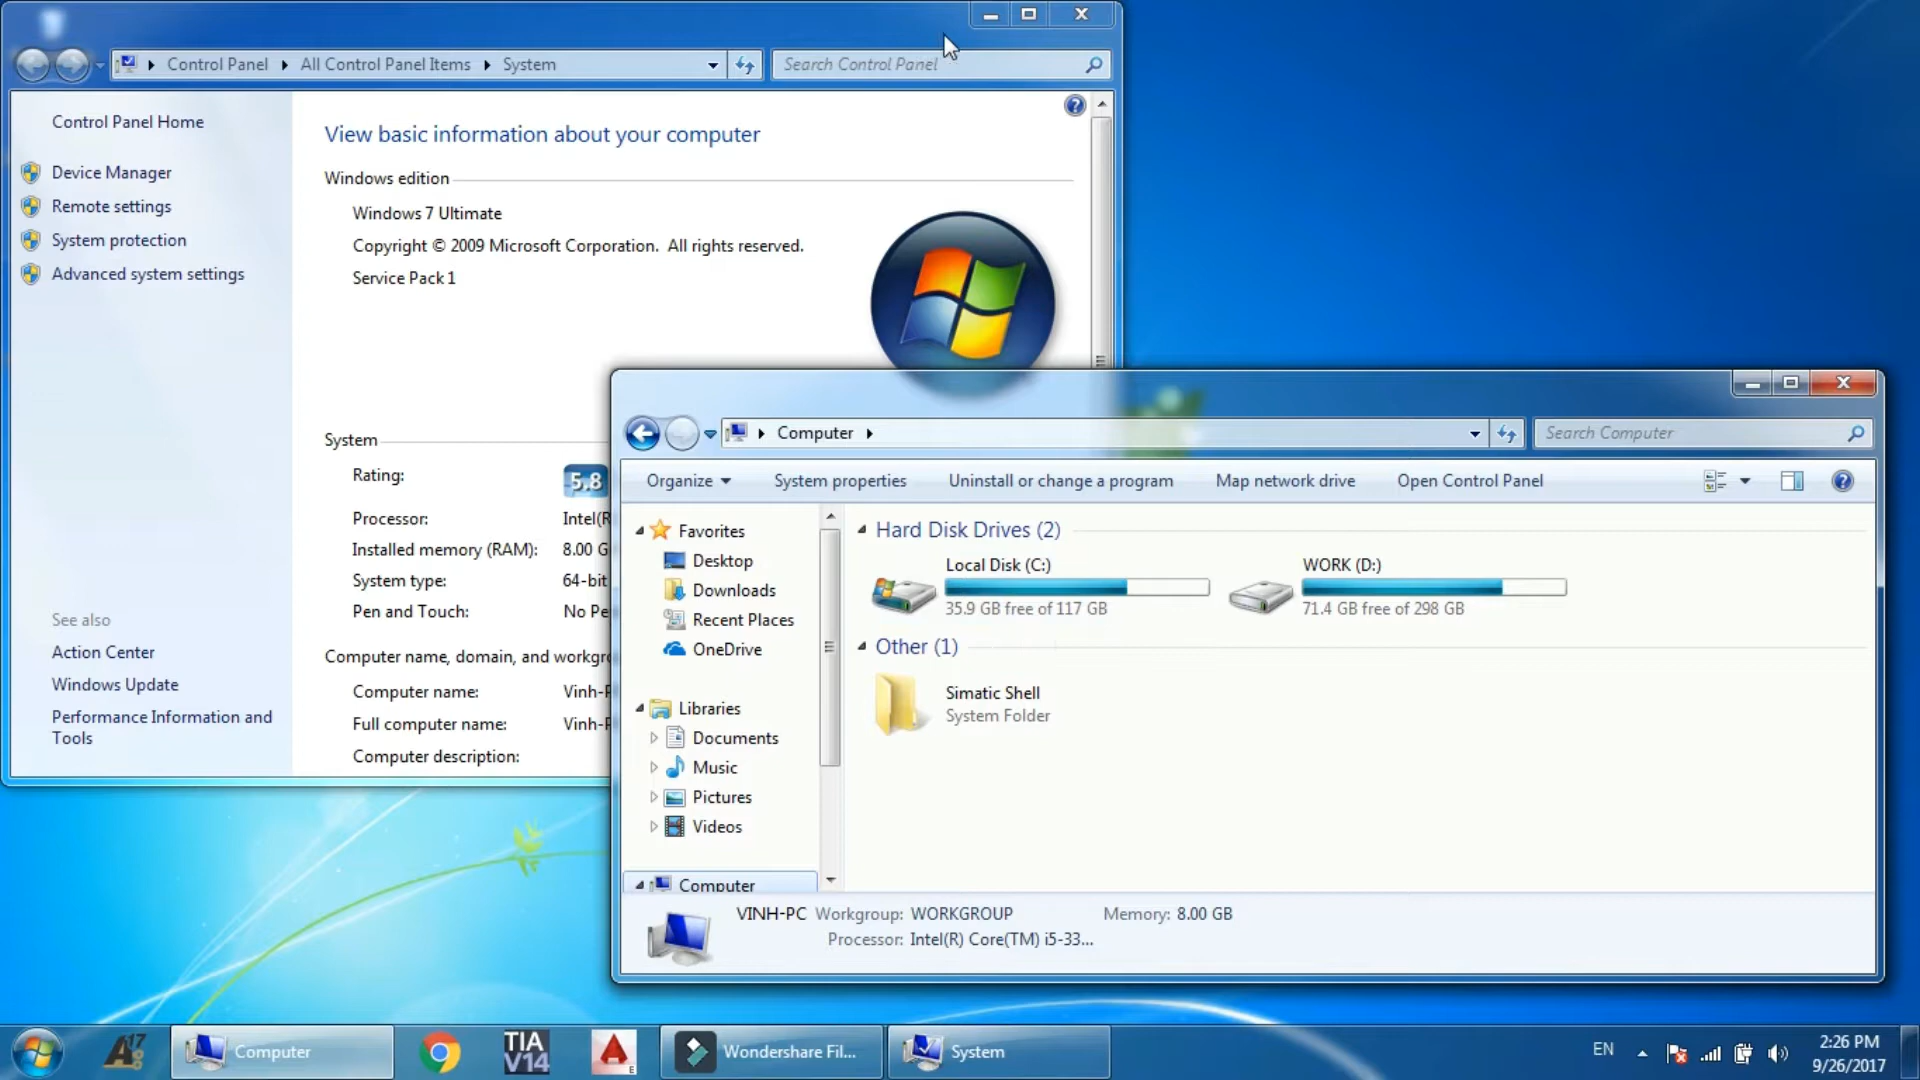 Control Panel All Control Panel Items System
Search Control Panel
Control Panel Home
Device Manager
Remote settings
System protection
Advanced system settings
See also
Action Center
Windows Update
Performance Information and
Tools
View basic information about your computer
Windows edition
Windows 7 Ultimate
Copyright © 2009 Microsoft Corporation. All rights reserved.
Service Pack 1
System
Rating: 5.8
Processor: Intel(R
Installed memory (RAM): 8.00 G
System type: 64-bit
Pen and Touch: No Pe
Computer name, domain, and workgro
Computer name: Vinh-P
Full computer name: Vinh-P
Computer description:
Computer
Search Computer
Organize System properties Uninstall or change a program Map network drive Open Control Panel
Favorites
Desktop
Downloads
Recent Places
OneDrive
Libraries
Documents
Music
Pictures
Videos
Computer
Hard Disk Drives (2)
Local Disk (C:)
35.9 GB free of 117 GB
WORK (D:)
71.4 GB free of 298 GB
Other (1)
Simatic Shell
System Folder
VINH-PC Workgroup: WORKGROUP Memory: 8.00 GB
Processor: Intel(R) Core(TM) i5-33...
Computer
TIA
V14
Wondershare Fil...
System
EN
2:26 PM
9/26/2017